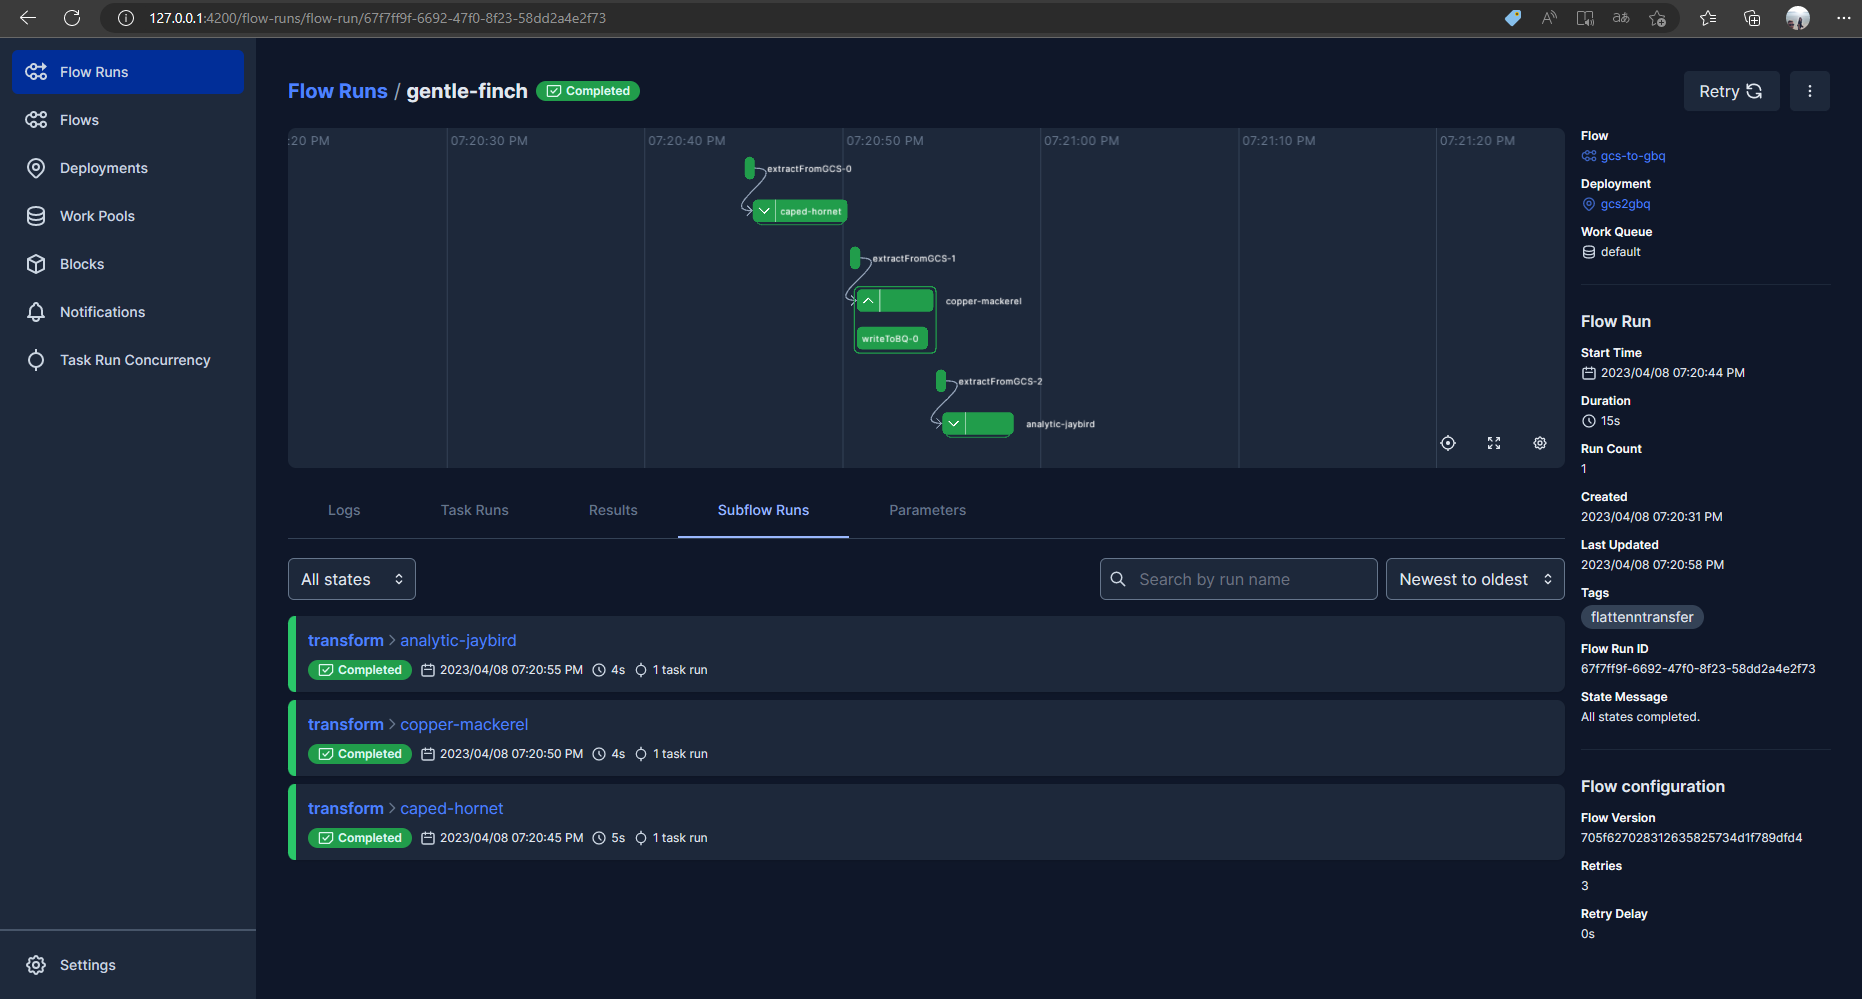 127.0.0.1:4200/flow-runs/flow-run/67f7ff9f-6692-47f0-8f23-58dd2a4e2f73
Flow Runs
Flows
Deployments
Work Pools
Blocks
Notifications
Task Run Concurrency
Settings
Flow Runs / gentle-finch Completed
Retry
:20 PM 07:20:30 PM 07:20:40 PM 07:20:50 PM 07:21:00 PM 07:21:10 PM 07:21:20 PM
extractFromGCS-0
caped-hornet
extractFromGCS-1
copper-mackerel
writeToBQ-0
extractFromGCS-2
analytic-jaybird
Logs Task Runs Results Subflow Runs Parameters
All states Search by run name Newest to oldest
transform > analytic-jaybird
Completed 2023/04/08 07:20:55 PM 4s 1 task run
transform > copper-mackerel
Completed 2023/04/08 07:20:50 PM 4s 1 task run
transform > caped-hornet
Completed 2023/04/08 07:20:45 PM 5s 1 task run
Flow
gcs-to-gbq
Deployment
gcs2gbq
Work Queue
default
Flow Run
Start Time
2023/04/08 07:20:44 PM
Duration
15s
Run Count
1
Created
2023/04/08 07:20:31 PM
Last Updated
2023/04/08 07:20:58 PM
Tags
flattenntransfer
Flow Run ID
67f7ff9f-6692-47f0-8f23-58dd2a4e2f73
State Message
All states completed.
Flow configuration
Flow Version
705f627028312635825734d1f789dfd4
Retries
3
Retry Delay
0s